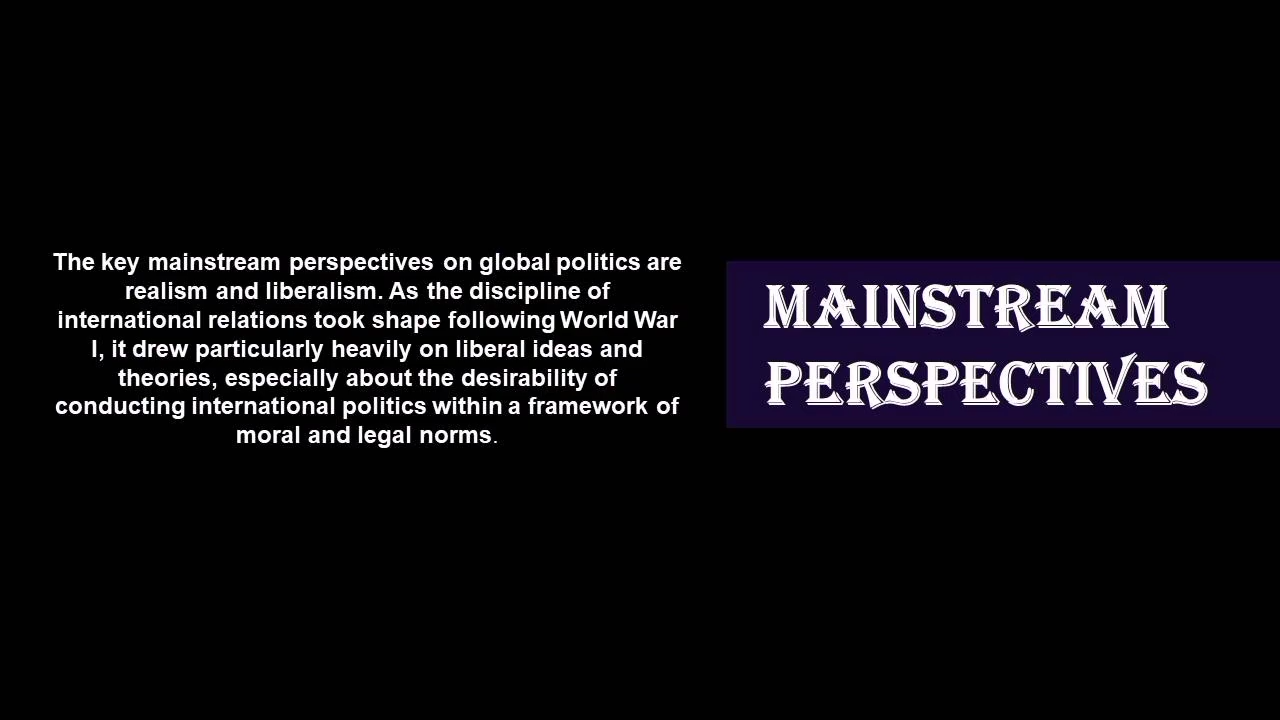 The key mainstream perspectives on global politics are
realism and liberalism. As the discipline of
international relations took shape following World War
I, it drew particularly heavily on liberal ideas and
theories, especially about the desirability of
conducting international politics within a framework of
moral and legal norms.
MAINSTREAM
PERSPECTIVES